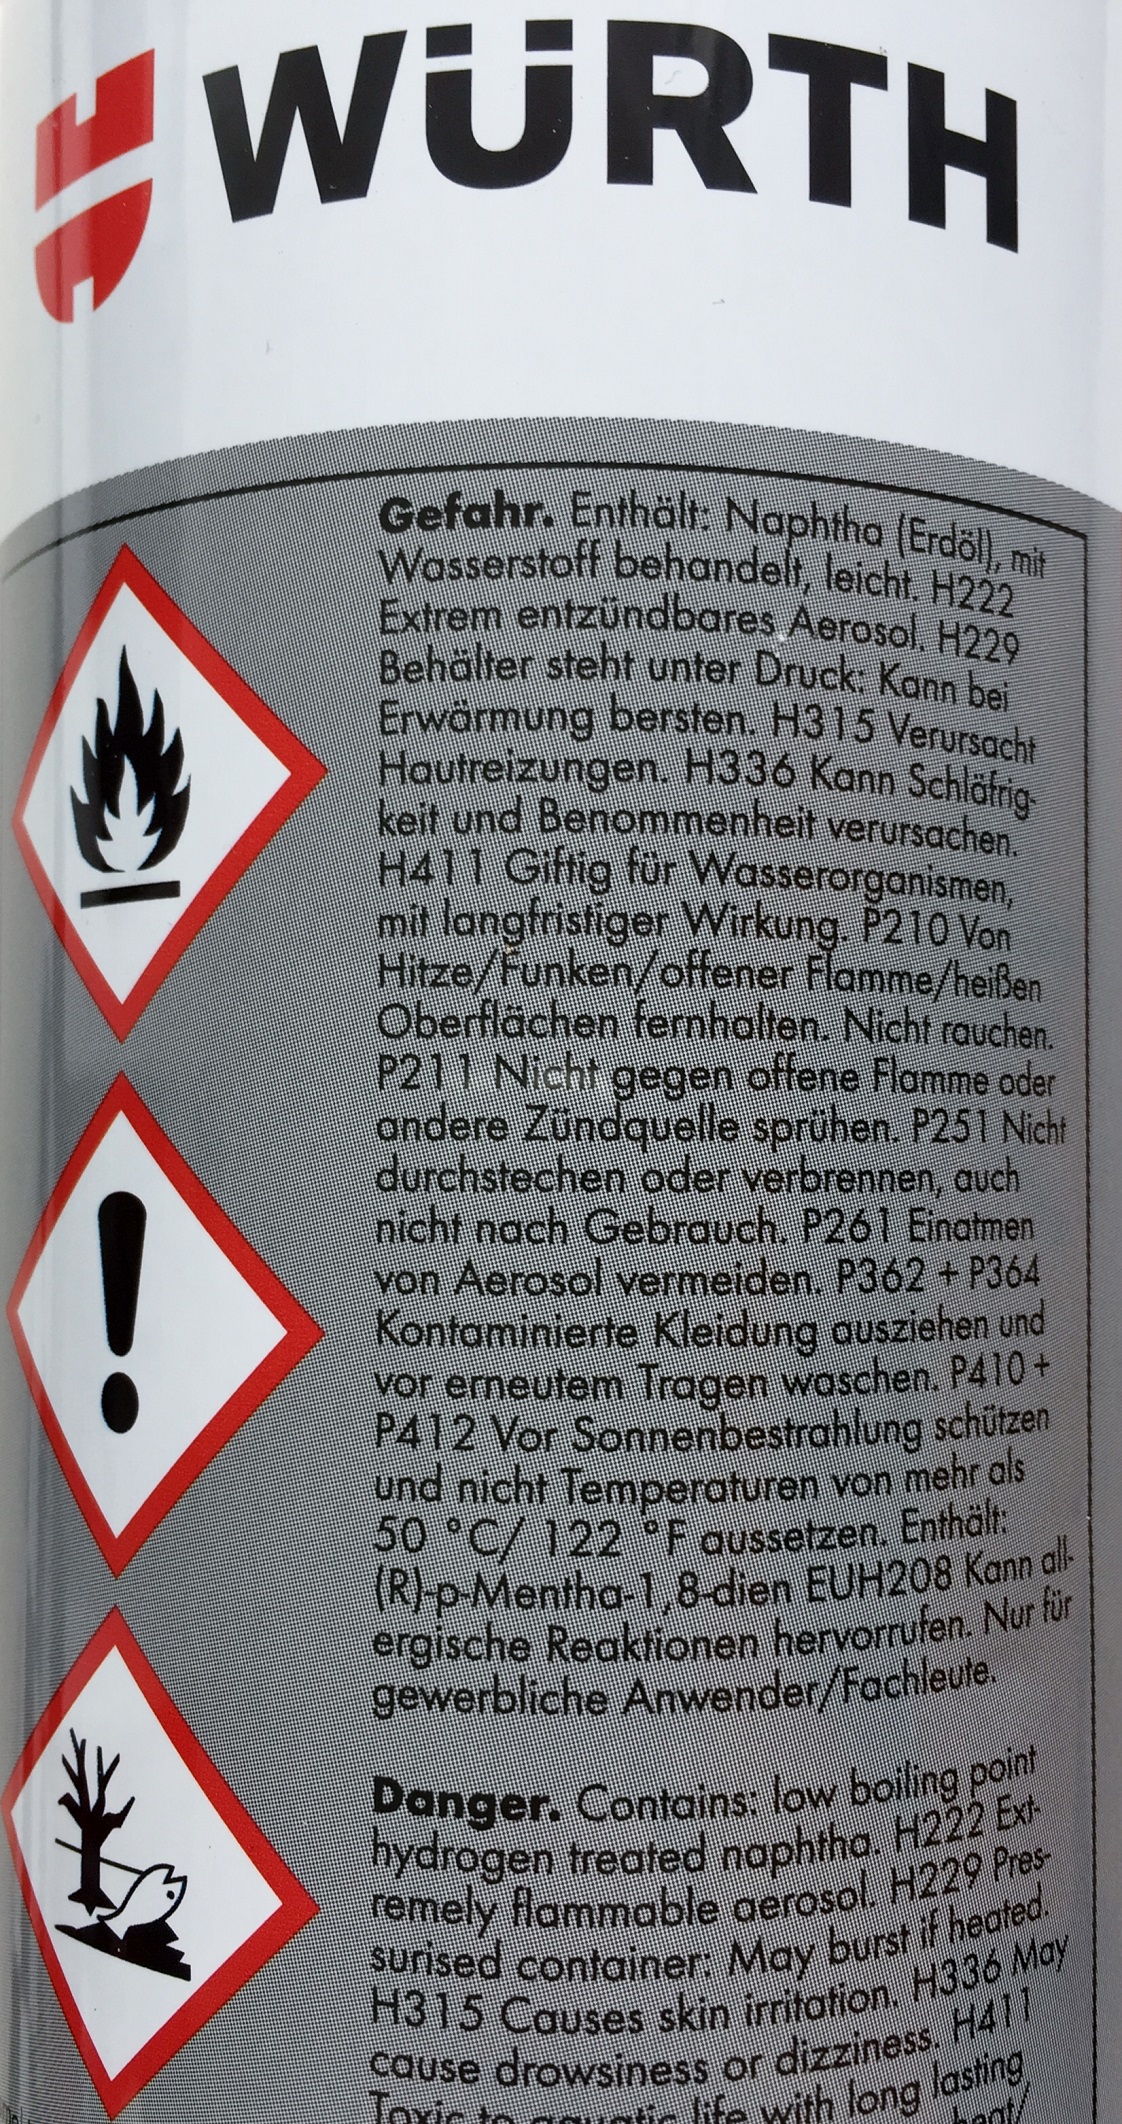 WÜRTH
Gefahr. Enthält: Naphtha (Erdöl), mit
Wasserstoff behandelt, leicht. H222
Extrem entzündbares Aerosol. H229
Behälter steht unter Druck: Kann bei
Erwärmung bersten. H315 Verursacht
Hautreizungen. H336 Kann Schläfrig-
keit und Benommenheit verursachen.
H411 Giftig für Wasserorganismen,
mit langfristiger Wirkung. P210 Von
Hitze/Funken/offener Flamme/heißen
Oberflächen fernhalten. Nicht rauchen.
P211 Nicht gegen offene Flamme oder
andere Zündquelle sprühen. P251 Nicht
durchstechen oder verbrennen, auch
nicht nach Gebrauch. P261 Einatmen
von Aerosol vermeiden. P362 + P364
Kontaminierte Kleidung ausziehen und
vor erneutem Tragen waschen. P410 +
P412 Vor Sonnenbestrahlung schützen
und nicht Temperaturen von mehr als
50 °C/ 122 °F aussetzen. Enthält:
(R)-p-Mentha-1,8-dien EUH208 Kann all-
ergische Reaktionen hervorrufen. Nur für
gewerbliche Anwender/Fachleute.
Danger. Contains: low boiling point
hydrogen treated naphtha. H222 Ext-
remely flammable aerosol. H229 Pres-
surised container: May burst if heated.
H315 Causes skin irritation. H336 May
cause drowsiness or dizziness. H411
Toxic to aquatic life with long lasting